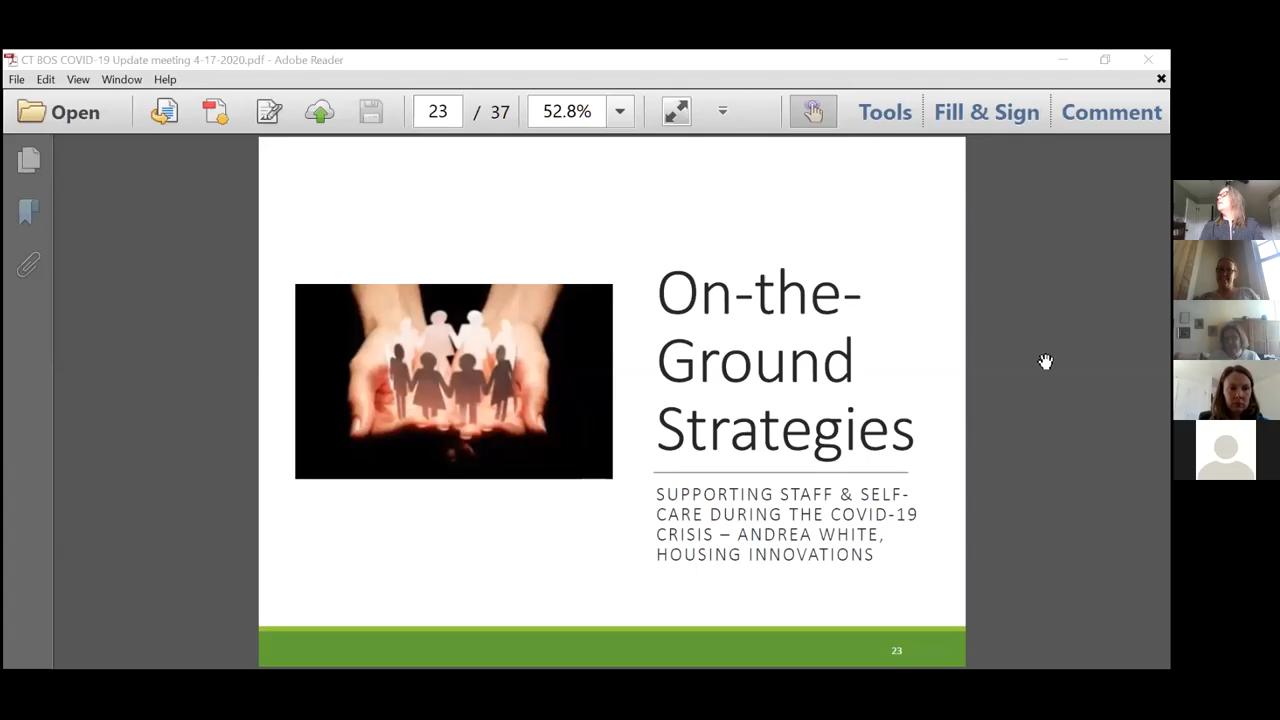 CT BOS COVID-19 Update meeting 4-17-2020.pdf - Adobe Reader
File Edit View Window Help
Open 23 / 37 52.8% Tools Fill & Sign Comment
On-the-
Ground
Strategies
SUPPORTING STAFF & SELF-
CARE DURING THE COVID-19
CRISIS – ANDREA WHITE,
HOUSING INNOVATIONS
23